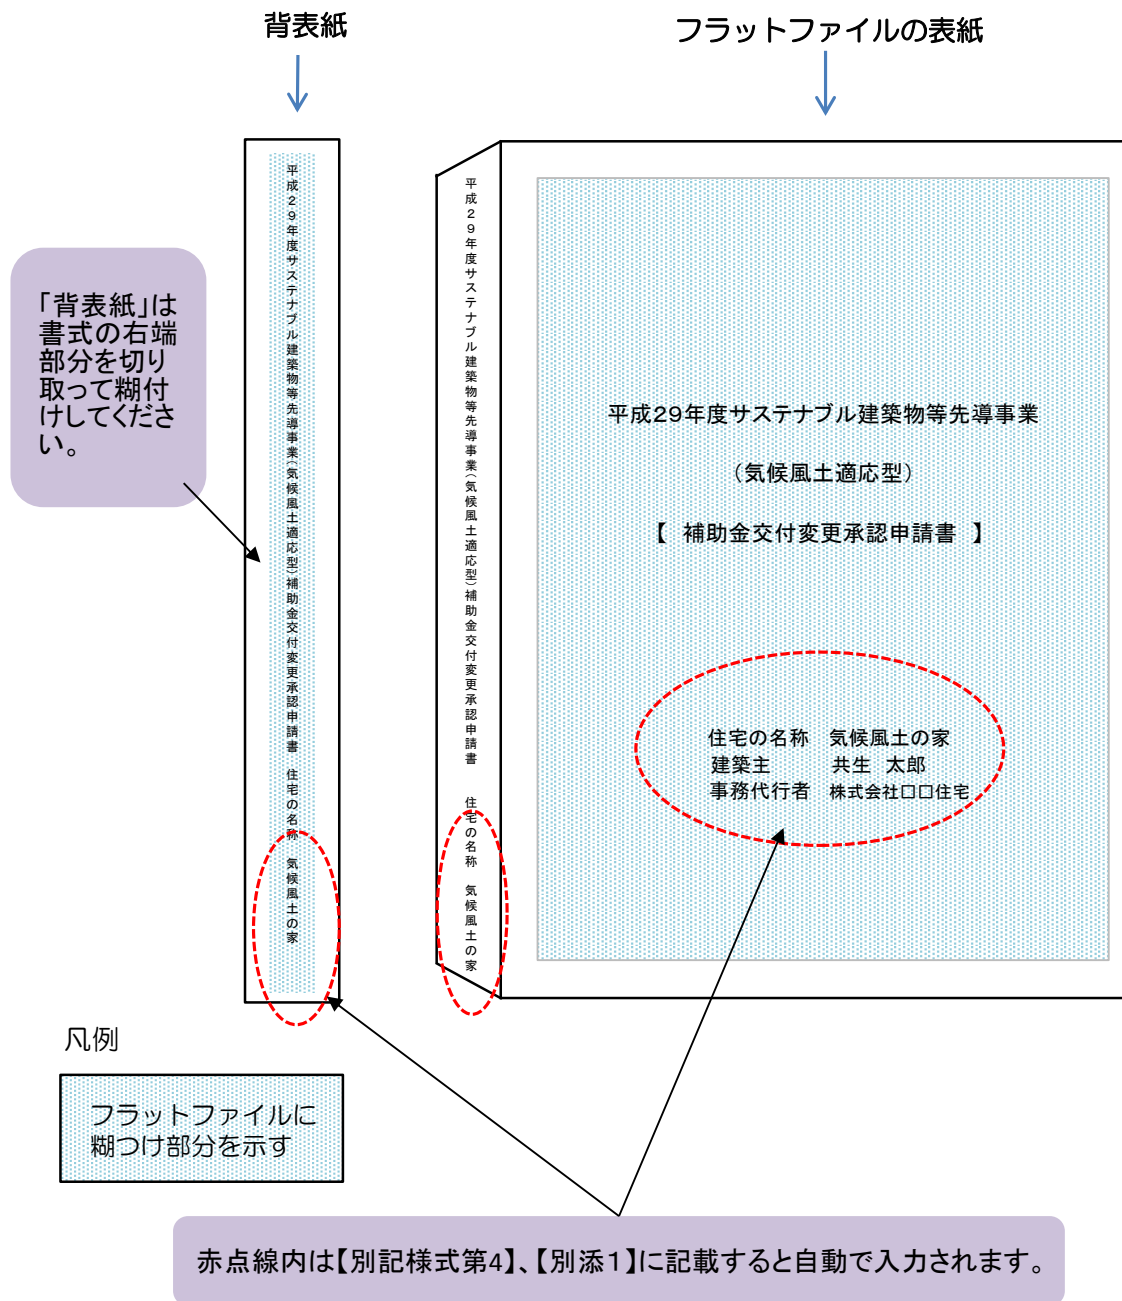 背表紙
フラットファイルの表紙
平成29年度サステナブル建築物等先導事業(気候風土適応型)補助金交付変更承認申請書　住宅の名称　気候風土の家
平成29年度サステナブル建築物等先導事業(気候風土適応型)補助金交付変更承認申請書　住宅の名称　気候風土の家
「背表紙」は
書式の右端
部分を切り
取って糊付
けしてくださ
い。
平成29年度サステナブル建築物等先導事業
(気候風土適応型)
【 補助金交付変更承認申請書 】
住宅の名称　気候風土の家
建築主　共生 太郎
事務代行者　株式会社□□住宅
凡例
フラットファイルに
糊つけ部分を示す
赤点線内は【別記様式第4】、【別添1】に記載すると自動で入力されます。